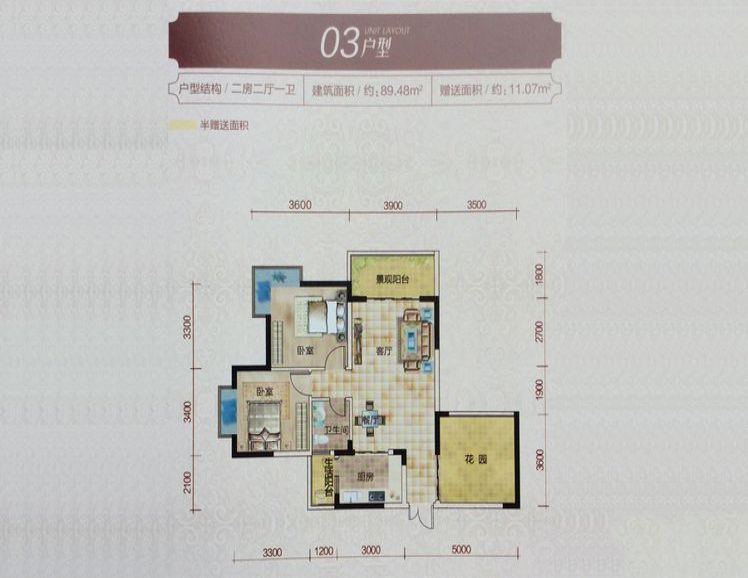 03户型
UNIT LAYOUT
户型结构 / 二房二厅一卫
建筑面积 / 约:89.48m²
赠送面积 / 约:11.07m²
半赠送面积
3600
3900
3500
景观阳台
1800
3300
卧室
客厅
2700
卧室
1900
3400
餐厅
卫生间
花园
3600
生活阳台
厨房
2100
3300
1200
3000
5000